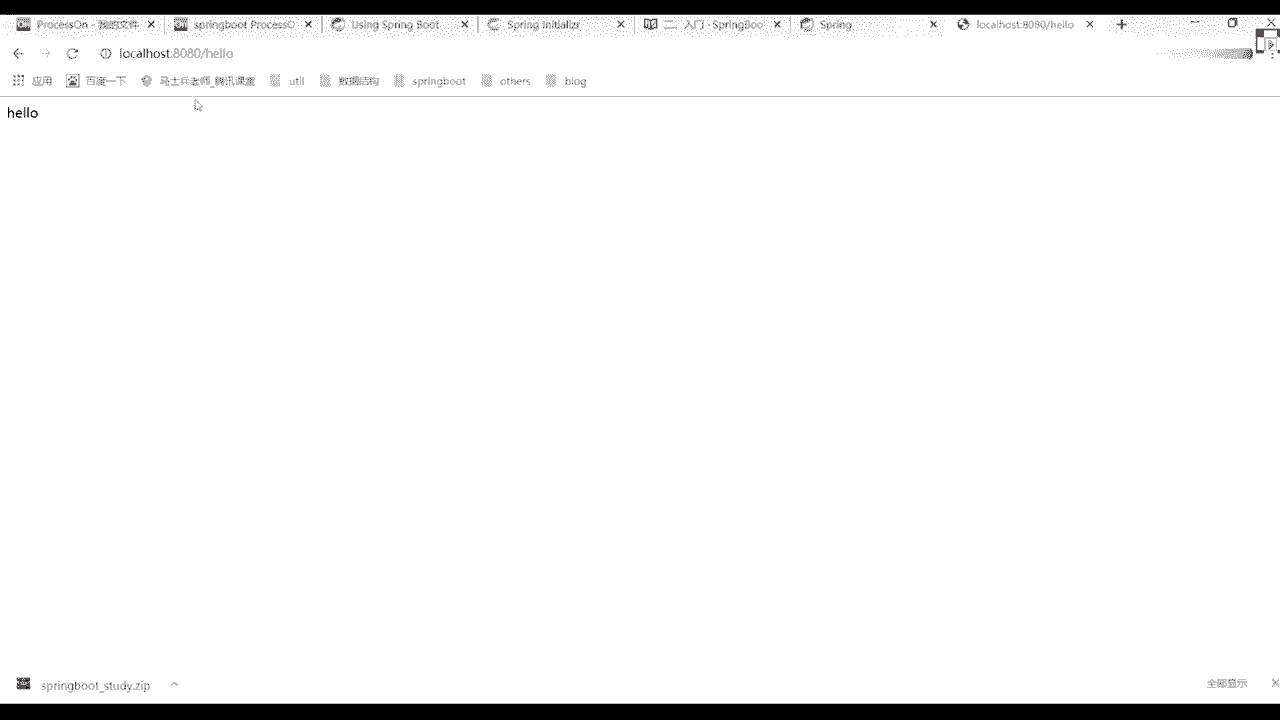 ProcessOn - 我的文件
springboot ProcessO
Using Spring Boot
Spring Initializr
二、入门 · SpringBoo
Spring
localhost:8080/hello
localhost:8080/hello
应用 百度一下 马士兵老师_腾讯课堂 util 数据结构 springboot others blog
hello
springboot_study.zip
全部显示